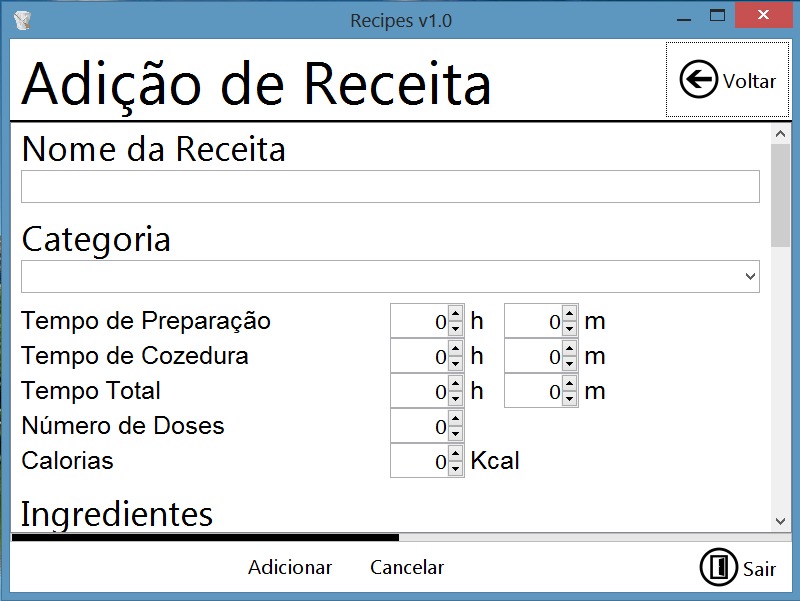 Recipes v1.0
Adição de Receita
Voltar
Nome da Receita
Categoria
Tempo de Preparação 0 h 0 m
Tempo de Cozedura 0 h 0 m
Tempo Total 0 h 0 m
Número de Doses 0
Calorias 0 Kcal
Ingredientes
Adicionar Cancelar Sair